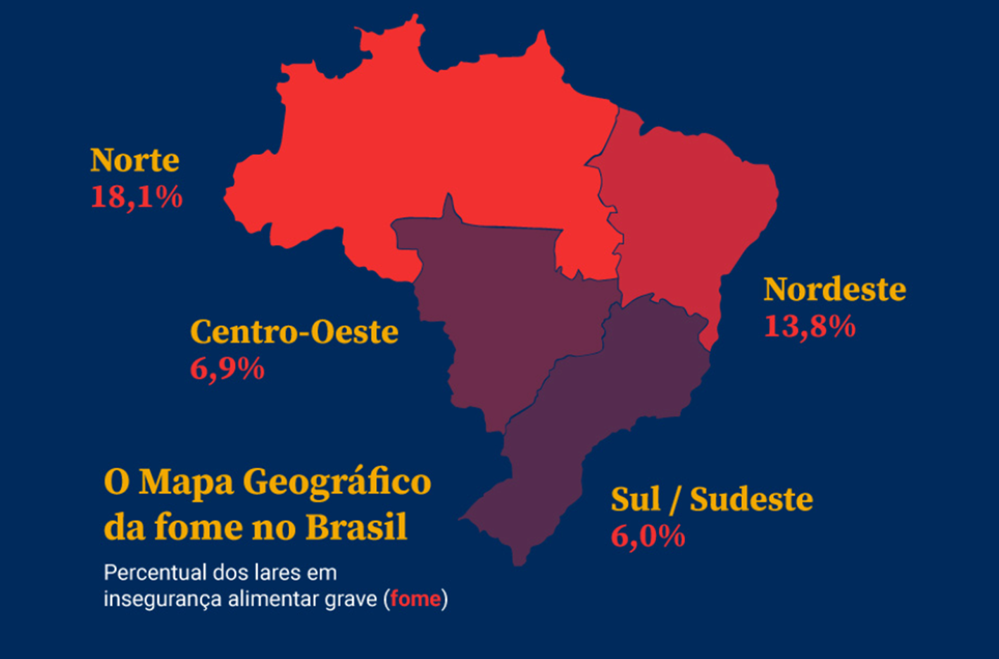 Norte
18,1%
Nordeste
13,8%
Centro-Oeste
6,9%
O Mapa Geográfico
da fome no Brasil
Percentual dos lares em
insegurança alimentar grave (fome)
Sul / Sudeste
6,0%